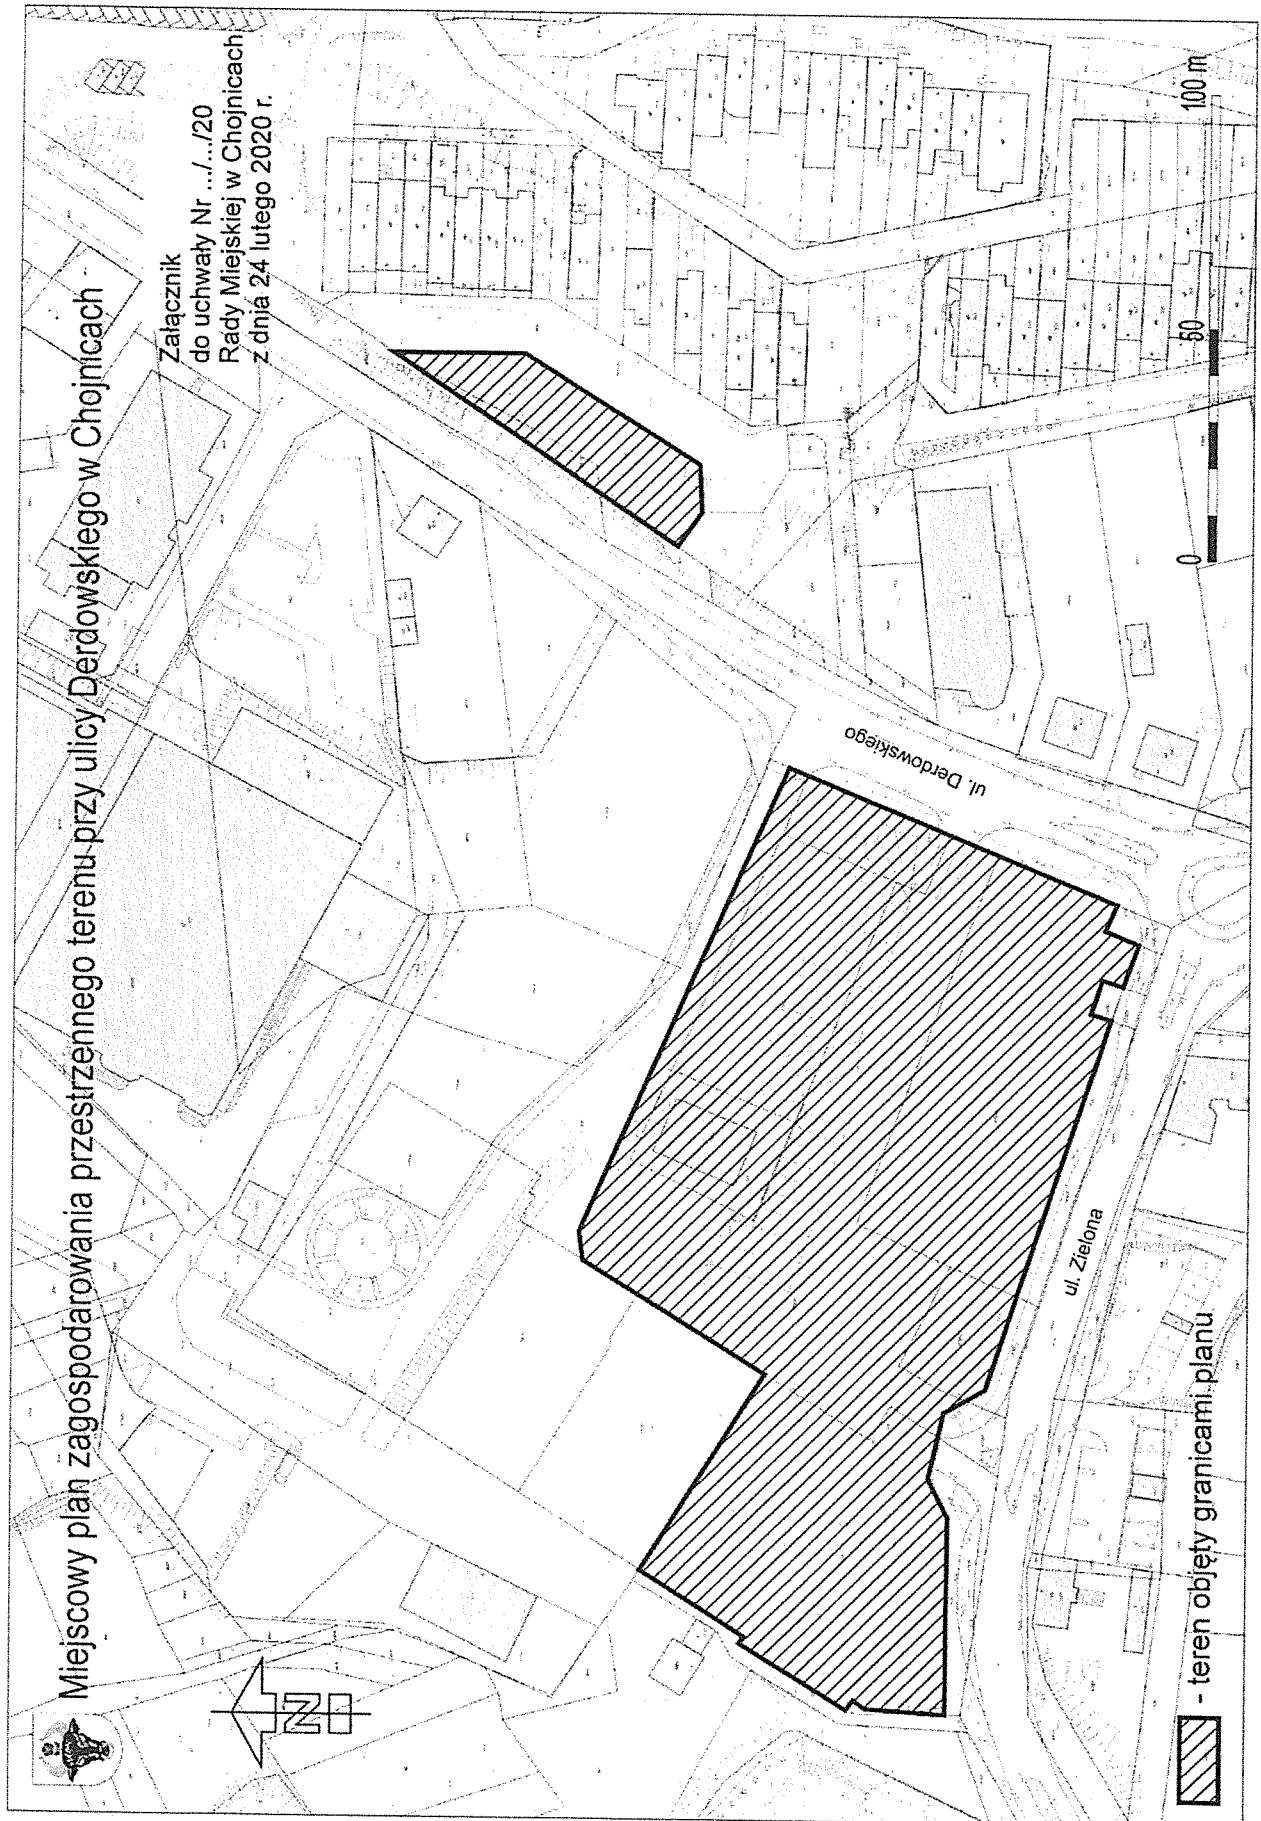 Miejscowy plan zagospodarowania przestrzennego terenu przy ulicy Derdowskiego w Chojnicach
Załącznik
do uchwały Nr .../.../20
Rady Miejskiej w Chojnicach
z dnia 24 lutego 2020 r.
N
ul. Derdowskiego
ul. Zielona
- teren objęty granicami planu
0 50 100 m